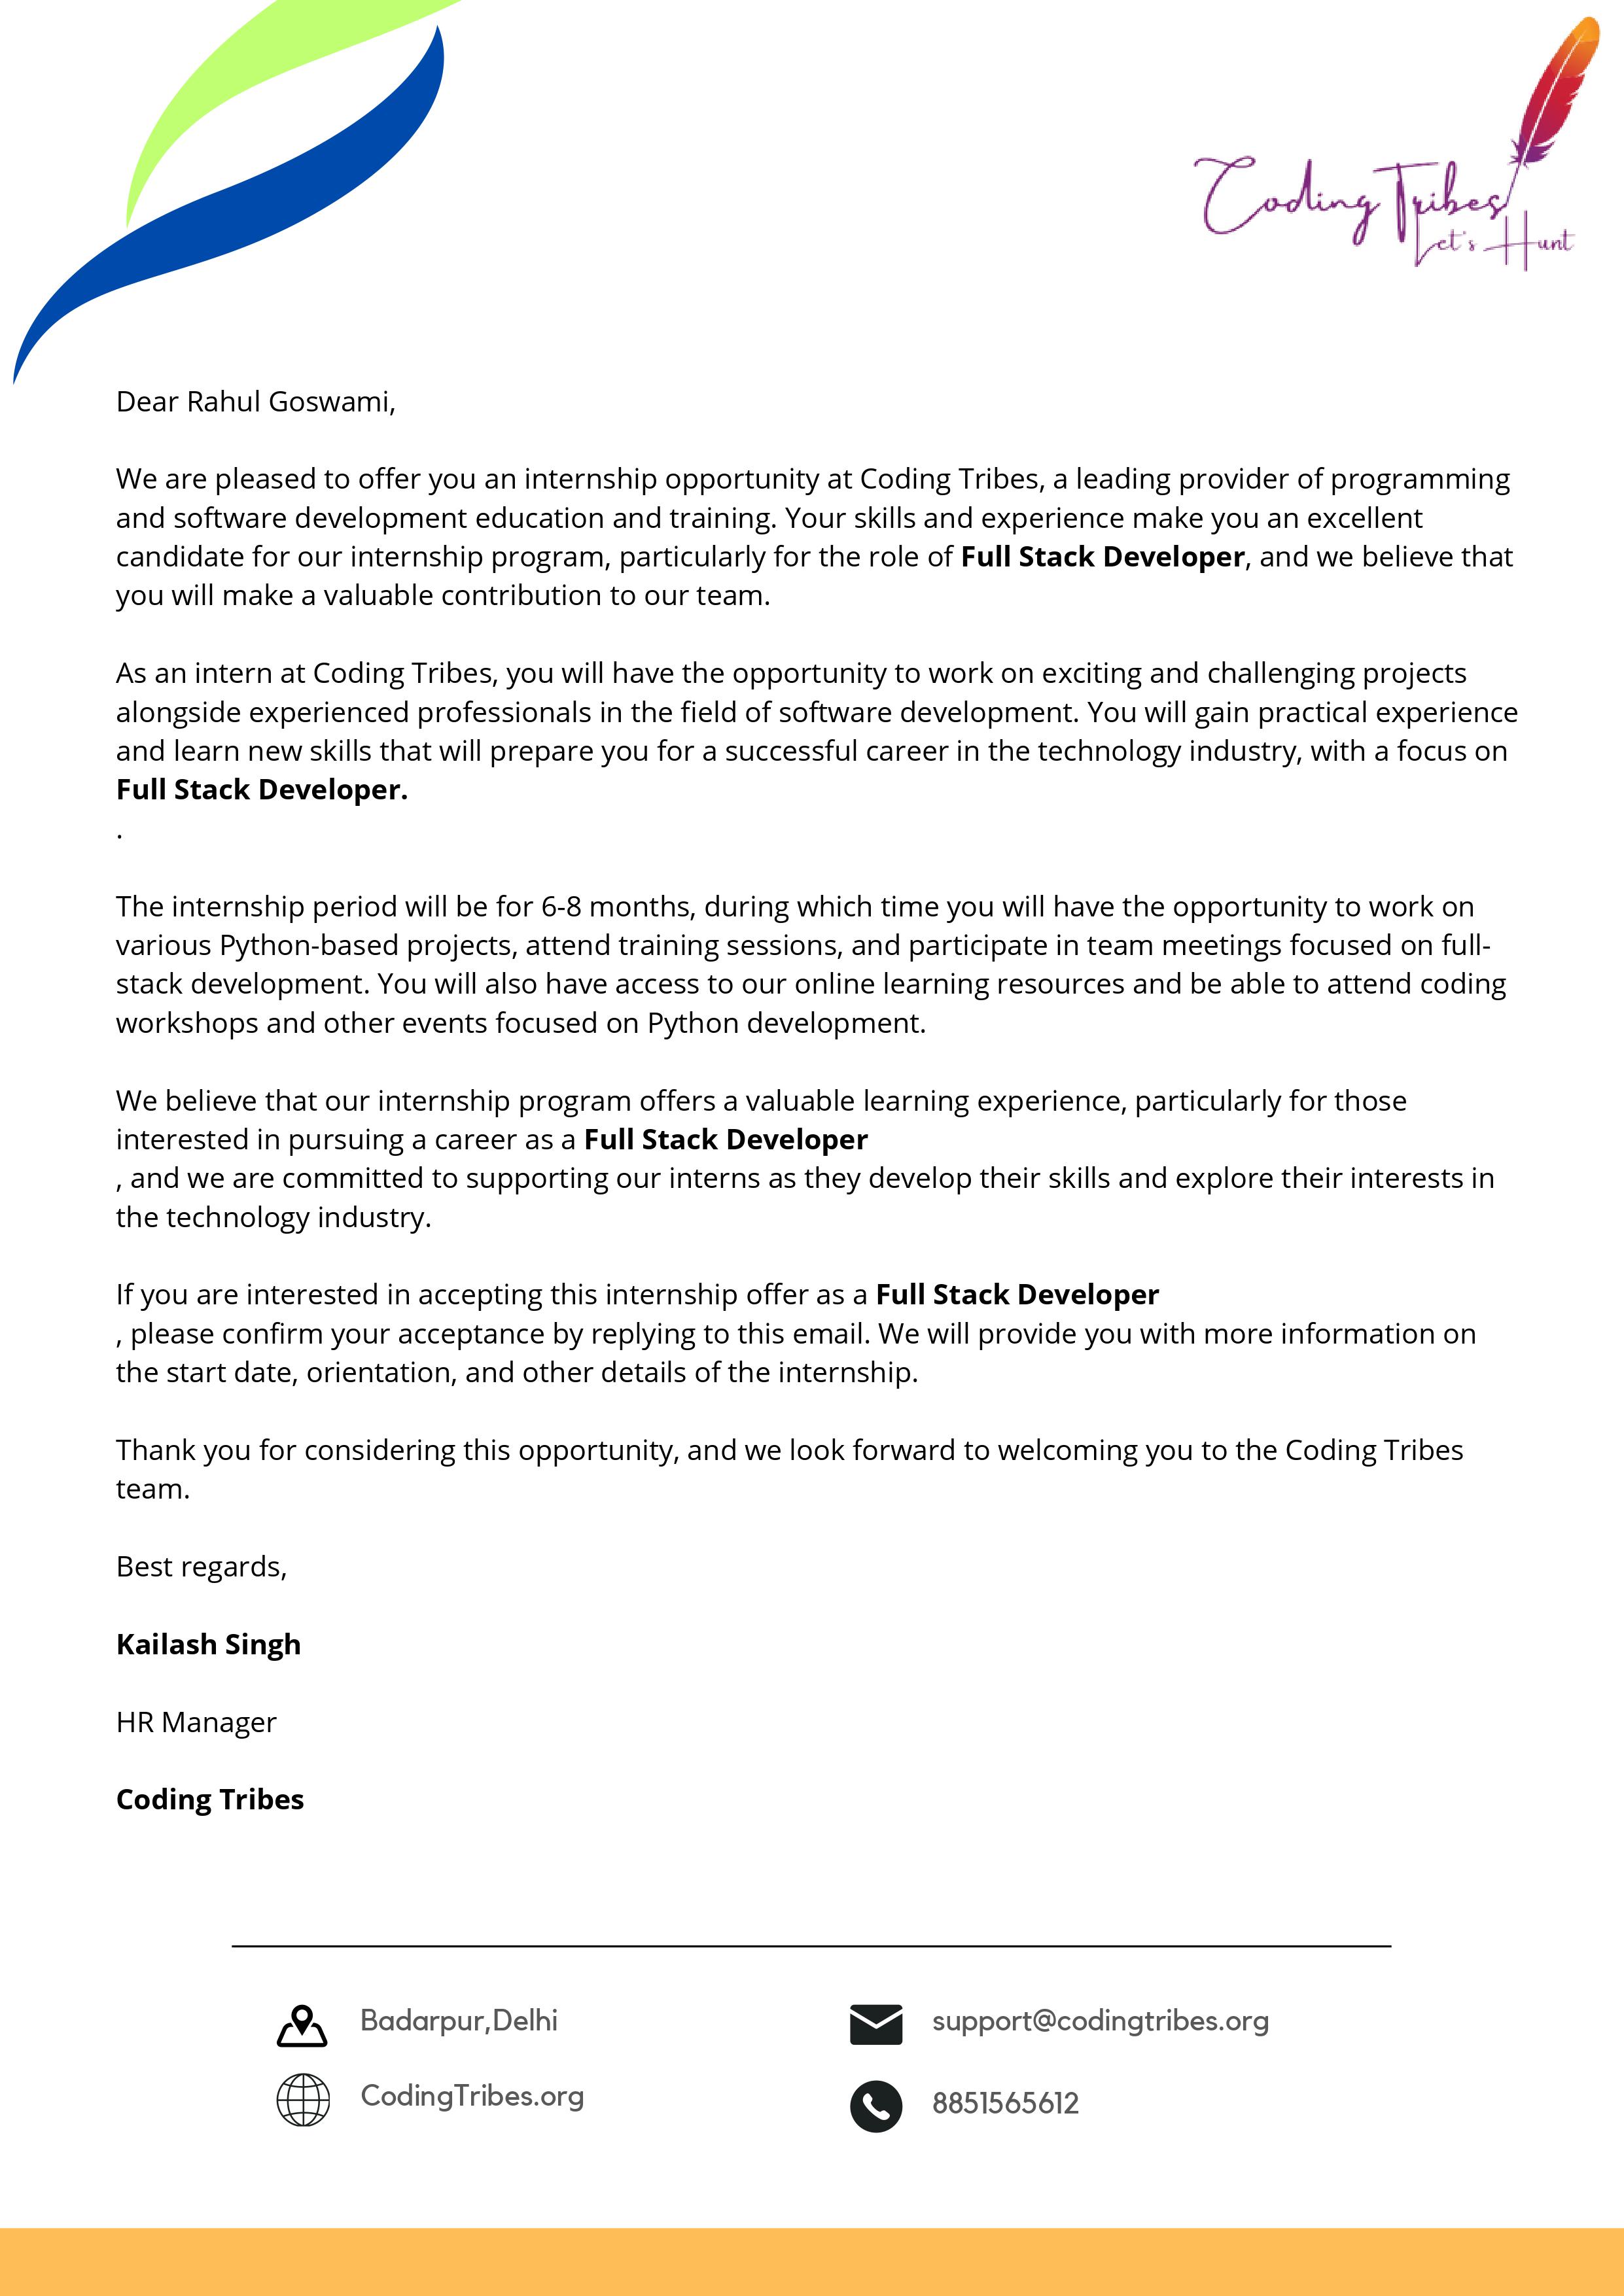 Coding Tribes
Let's Hunt
Dear Rahul Goswami,
We are pleased to offer you an internship opportunity at Coding Tribes, a leading provider of programming
and software development education and training. Your skills and experience make you an excellent
candidate for our internship program, particularly for the role of Full Stack Developer, and we believe that
you will make a valuable contribution to our team.
As an intern at Coding Tribes, you will have the opportunity to work on exciting and challenging projects
alongside experienced professionals in the field of software development. You will gain practical experience
and learn new skills that will prepare you for a successful career in the technology industry, with a focus on
Full Stack Developer.
.
The internship period will be for 6-8 months, during which time you will have the opportunity to work on
various Python-based projects, attend training sessions, and participate in team meetings focused on full-
stack development. You will also have access to our online learning resources and be able to attend coding
workshops and other events focused on Python development.
We believe that our internship program offers a valuable learning experience, particularly for those
interested in pursuing a career as a Full Stack Developer
, and we are committed to supporting our interns as they develop their skills and explore their interests in
the technology industry.
If you are interested in accepting this internship offer as a Full Stack Developer
, please confirm your acceptance by replying to this email. We will provide you with more information on
the start date, orientation, and other details of the internship.
Thank you for considering this opportunity, and we look forward to welcoming you to the Coding Tribes
team.
Best regards,
Kailash Singh
HR Manager
Coding Tribes
Badarpur,Delhi
support@codingtribes.org
CodingTribes.org
8851565612